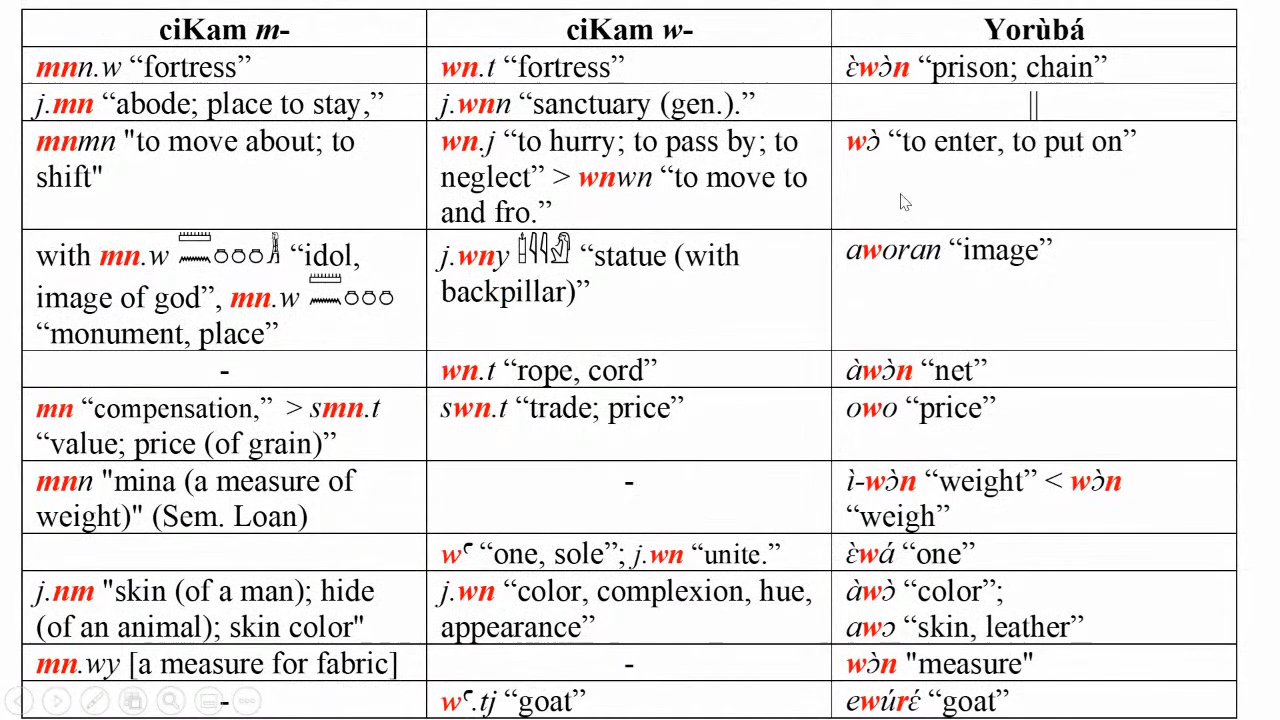 ciKam m-
ciKam w-
Yorùbá
mnn.w “fortress”
wn.t “fortress”
ɛ̀wɔ̀n “prison; chain”
j.mn “abode; place to stay,”
j.wnn “sanctuary (gen.).”
||
mnmn "to move about; to
shift"
wn.j “to hurry; to pass by; to
neglect” > wnwn “to move to
and fro.”
wɔ̀ “to enter, to put on”
with mn.w “idol,
image of god”, mn.w
“monument, place”
j.wny “statue (with
backpillar)”
aworan “image”
-
wn.t “rope, cord”
àwɔ̀n “net”
mn “compensation,” > smn.t
“value; price (of grain)”
swn.t “trade; price”
owo “price”
mnn "mina (a measure of
weight)" (Sem. Loan)
-
ì-wɔ̀n “weight” < wɔ̀n
“weigh”
wꜥ “one, sole”; j.wn “unite.”
ɛ̀wá “one”
j.nm "skin (of a man); hide
(of an animal); skin color"
j.wn “color, complexion, hue,
appearance”
àwɔ̀ “color”;
awɔ “skin, leather”
mn.wy [a measure for fabric]
-
wɔ̀n "measure"
-
wꜥ.tj “goat”
ewúrɛ́ “goat”